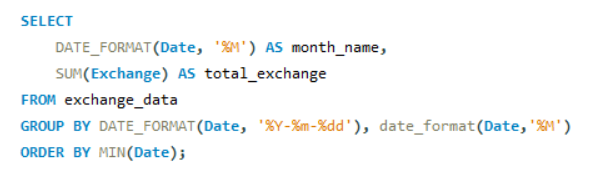 SELECT
DATE_FORMAT(Date, '%M') AS month_name,
SUM(Exchange) AS total_exchange
FROM exchange_data
GROUP BY DATE_FORMAT(Date, '%Y-%m-%dd'), date_format(Date,'%M')
ORDER BY MIN(Date);